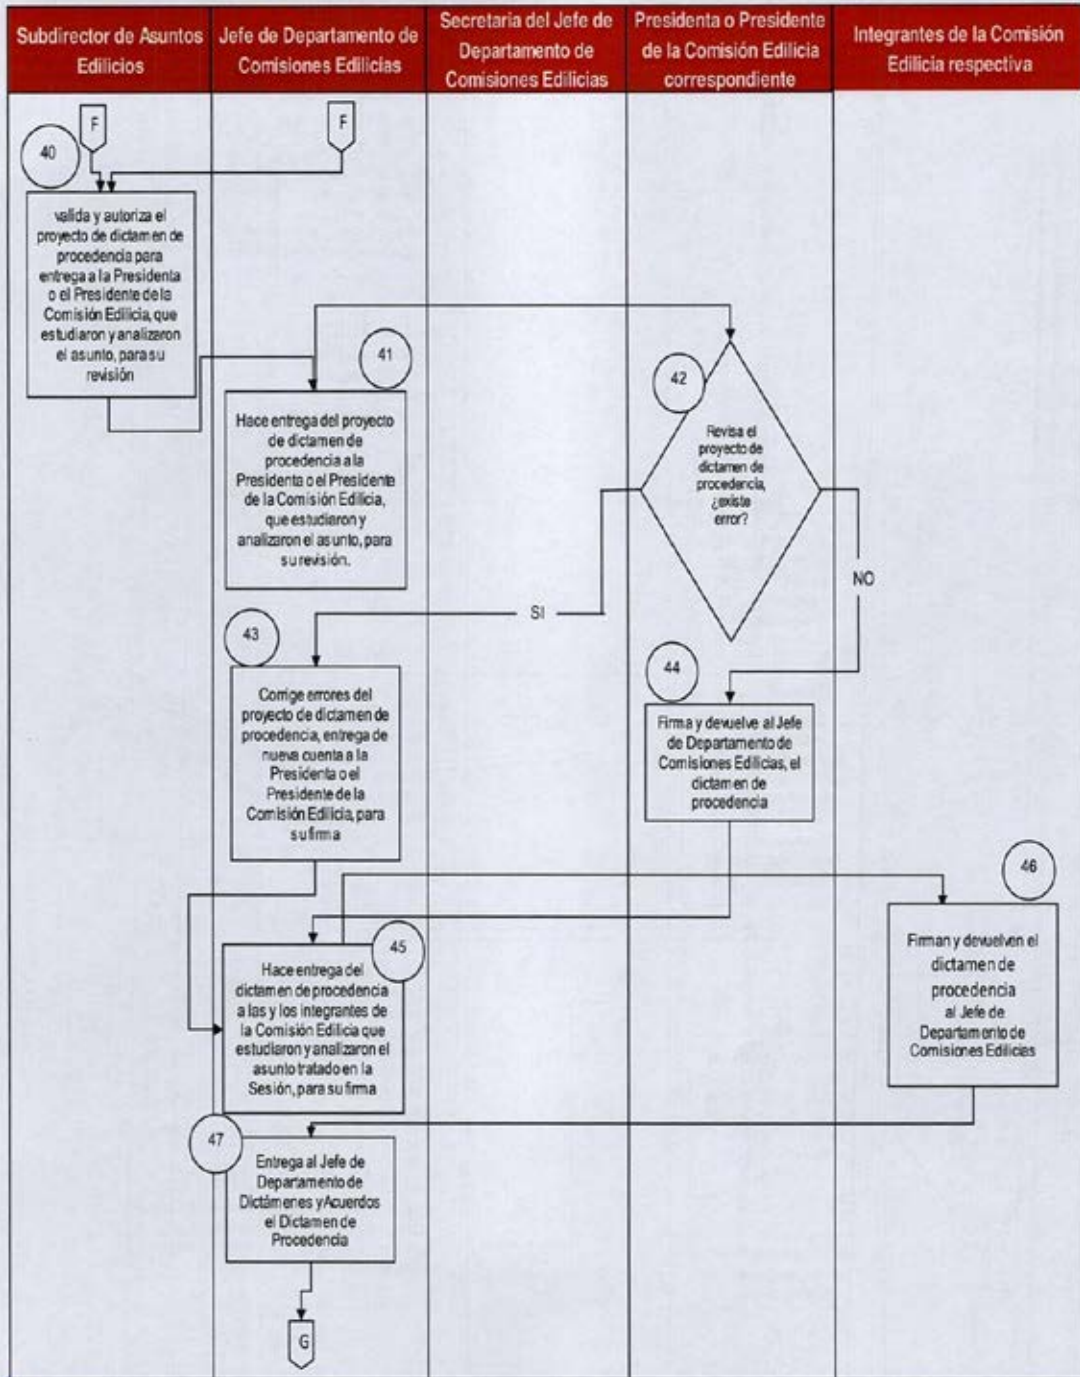 Subdirector de Asuntos
Edilicios
Jefe de Departamento de
Comisiones Edilicias
Secretaria del Jefe de
Departamento de
Comisiones Edilicias
Presidenta o Presidente
de la Comisión Edilicia
correspondiente
Integrantes de la Comisión
Edilicia respectiva
F
F
40
valida y autoriza el
proyecto de dictamen de
procedencia para
entrega a la Presidenta
o el Presidente de la
Comisión Edilicia, que
estudiaron y analizaron
el asunto, para su
revisión
41
Hace entrega del proyecto
de dictamen de
procedencia a la
Presidenta o el Presidente
de la Comisión Edilicia,
que estudiaron y
analizaron el asunto, para
su revisión.
42
Revisa el
proyecto de
dictamen de
procedencia,
¿existe
error?
SI
NO
43
Corrige errores del
proyecto de dictamen de
procedencia, entrega de
nueva cuenta a la
Presidenta o el
Presidente de la
Comisión Edilicia, para
su firma
44
Firma y devuelve al Jefe
de Departamento de
Comisiones Edilicias, el
dictamen de
procedencia
45
Hace entrega del
dictamen de procedencia
a las y los integrantes de
la Comisión Edilicia que
estudiaron y analizaron el
asunto tratado en la
Sesión, para su firma
46
Firman y devuelven el
dictamen de
procedencia
al Jefe de
Departamento de
Comisiones Edilicias
47
Entrega al Jefe de
Departamento de
Dictámenes y Acuerdos
el Dictamen de
Procedencia
G